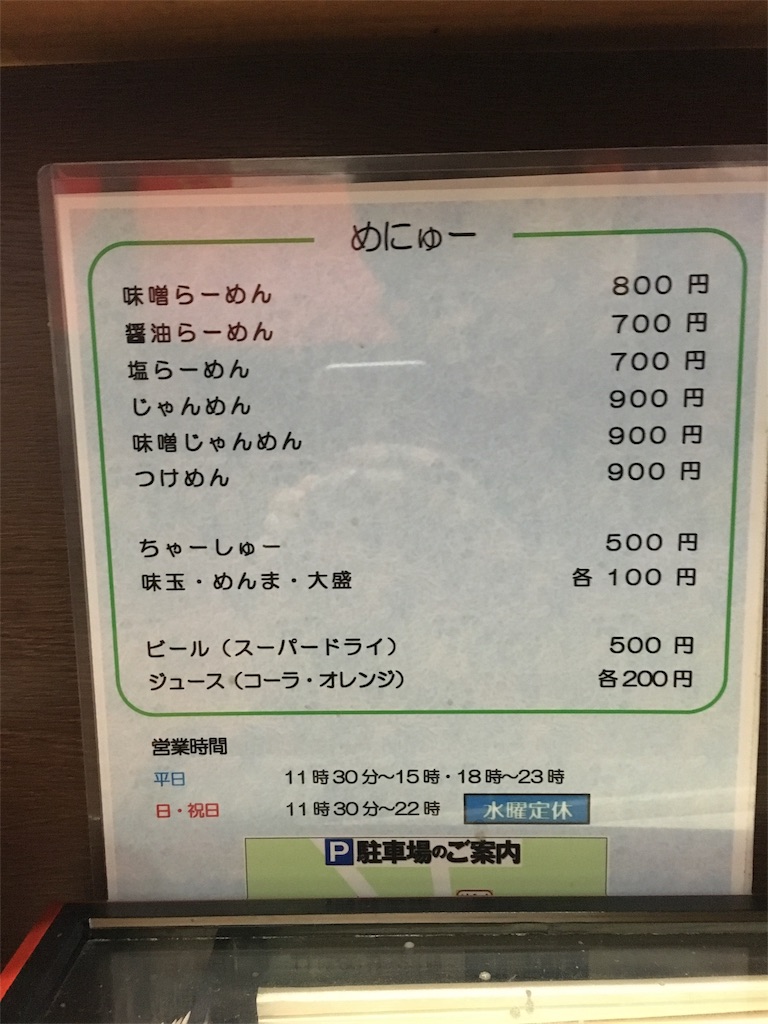 めにゅー
味噌らーめん 800 円
醤油らーめん 700 円
塩らーめん 700 円
じゃんめん 900 円
味噌じゃんめん 900 円
つけめん 900 円
ちゃーしゅー 500 円
味玉・めんま・大盛 各 100 円
ビール（スーパードライ） 500 円
ジュース（コーラ・オレンジ） 各200円
営業時間
平日 11時30分～15時・18時～23時
日・祝日 11時30分～22時 水曜定休
P駐車場のご案内